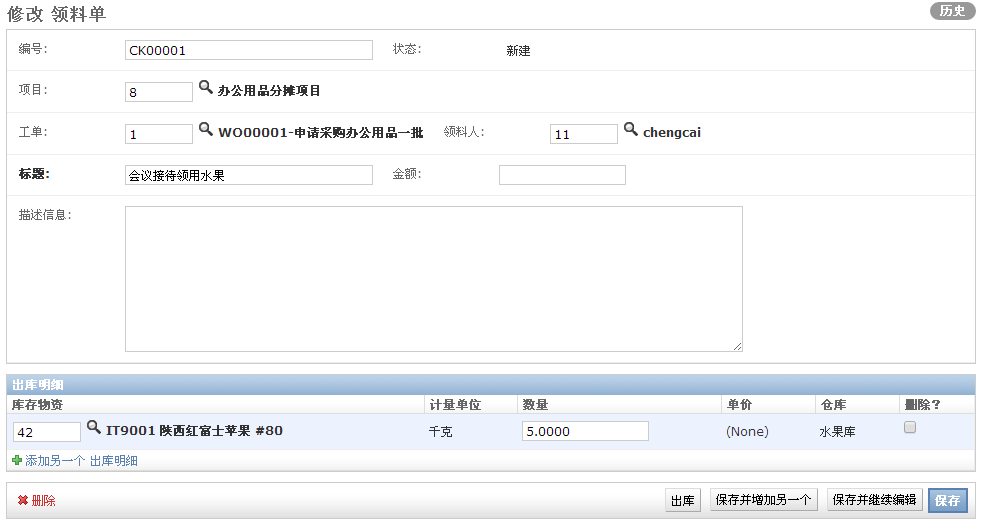 修改 领料单
历史
编号: CK00001 状态: 新建
项目: 8 办公用品分摊项目
工单: 1 WO00001-申请采购办公用品一批 领料人: 11 chengcai
标题: 会议接待领用水果 金额:
描述信息:
出库明细
库存物资 计量单位 数量 单价 仓库 删除?
42 IT9001 陕西红富士苹果 #80 千克 5.0000 (None) 水果库
添加另一个 出库明细
删除 出库 保存并增加另一个 保存并继续编辑 保存